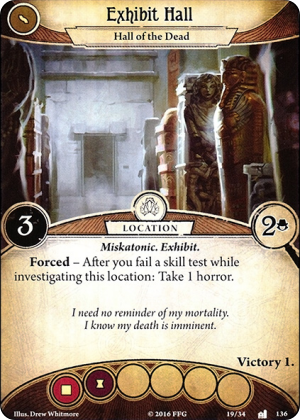 Exhibit Hall
Hall of the Dead
3
LOCATION
2
Miskatonic. Exhibit.
Forced – After you fail a skill test while
investigating this location: Take 1 horror.
I need no reminder of my mortality.
I know my death is imminent.
Victory 1.
Illus. Drew Whitmore
© 2016 FFG
19/34
136